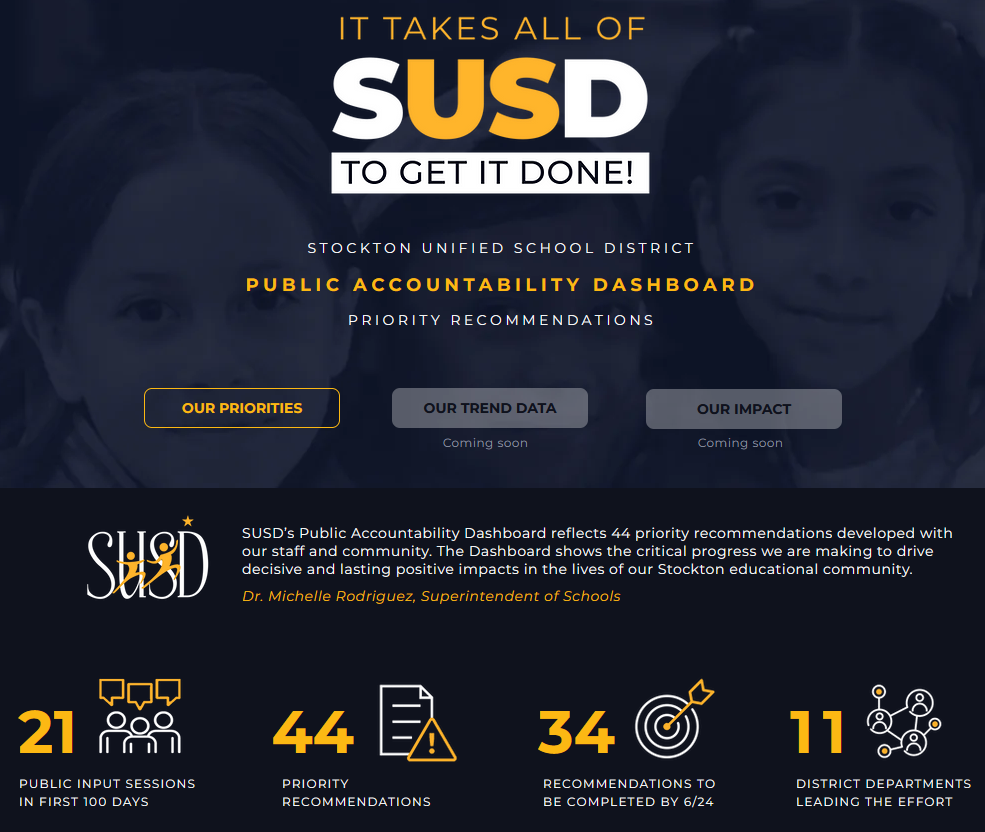 IT TAKES ALL OF
SUSD
TO GET IT DONE!
STOCKTON UNIFIED SCHOOL DISTRICT
PUBLIC ACCOUNTABILITY DASHBOARD
PRIORITY RECOMMENDATIONS
OUR PRIORITIES
OUR TREND DATA
Coming soon
OUR IMPACT
Coming soon
SUSD
SUSD's Public Accountability Dashboard reflects 44 priority recommendations developed with
our staff and community. The Dashboard shows the critical progress we are making to drive
decisive and lasting positive impacts in the lives of our Stockton educational community.
Dr. Michelle Rodriguez, Superintendent of Schools
21
PUBLIC INPUT SESSIONS
IN FIRST 100 DAYS
44
PRIORITY
RECOMMENDATIONS
34
RECOMMENDATIONS TO
BE COMPLETED BY 6/24
11
DISTRICT DEPARTMENTS
LEADING THE EFFORT